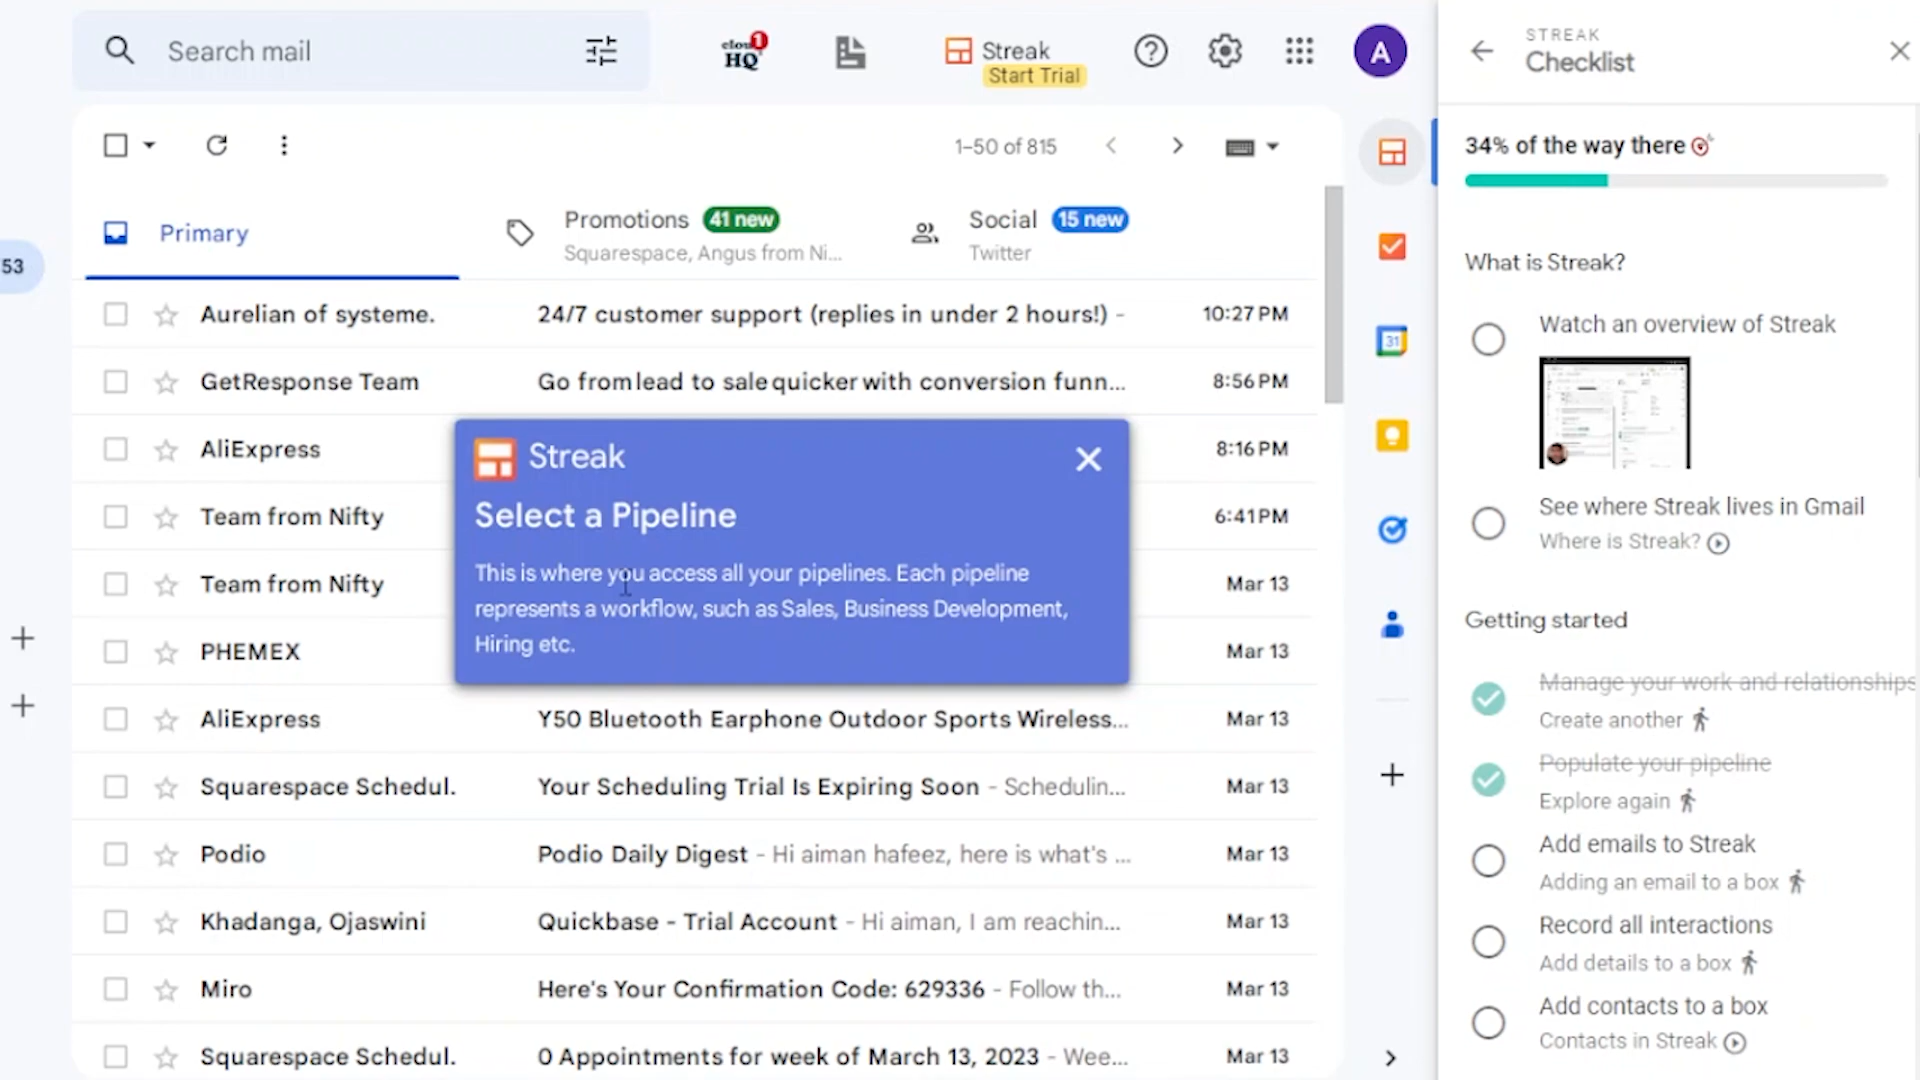 Search mail
cloudHQ
1
Streak
Start Trial
A
STREAK
Checklist
1–50 of 815
34% of the way there
Primary
Promotions 41 new
Squarespace, Angus from Ni...
Social 15 new
Twitter
53
What is Streak?
Aurelian of systeme. 24/7 customer support (replies in under 2 hours!) - 10:27 PM
Watch an overview of Streak
31
GetResponse Team Go from lead to sale quicker with conversion funn... 8:56 PM
AliExpress 8:16 PM
Streak
Select a Pipeline
This is where you access all your pipelines. Each pipeline
represents a workflow, such as Sales, Business Development,
Hiring etc.
Team from Nifty 6:41 PM
See where Streak lives in Gmail
Where is Streak?
Team from Nifty Mar 13
Getting started
PHEMEX Mar 13
Manage your work and relationships
Create another
AliExpress Y50 Bluetooth Earphone Outdoor Sports Wireless... Mar 13
Populate your pipeline
Explore again
Squarespace Schedul. Your Scheduling Trial Is Expiring Soon - Schedulin... Mar 13
Podio Podio Daily Digest - Hi aiman hafeez, here is what's ... Mar 13
Add emails to Streak
Adding an email to a box
Khadanga, Ojaswini Quickbase - Trial Account - Hi aiman, I am reachin... Mar 13
Record all interactions
Add details to a box
Miro Here's Your Confirmation Code: 629336 - Follow th... Mar 13
Add contacts to a box
Contacts in Streak
Squarespace Schedul. 0 Appointments for week of March 13, 2023 - Wee... Mar 13